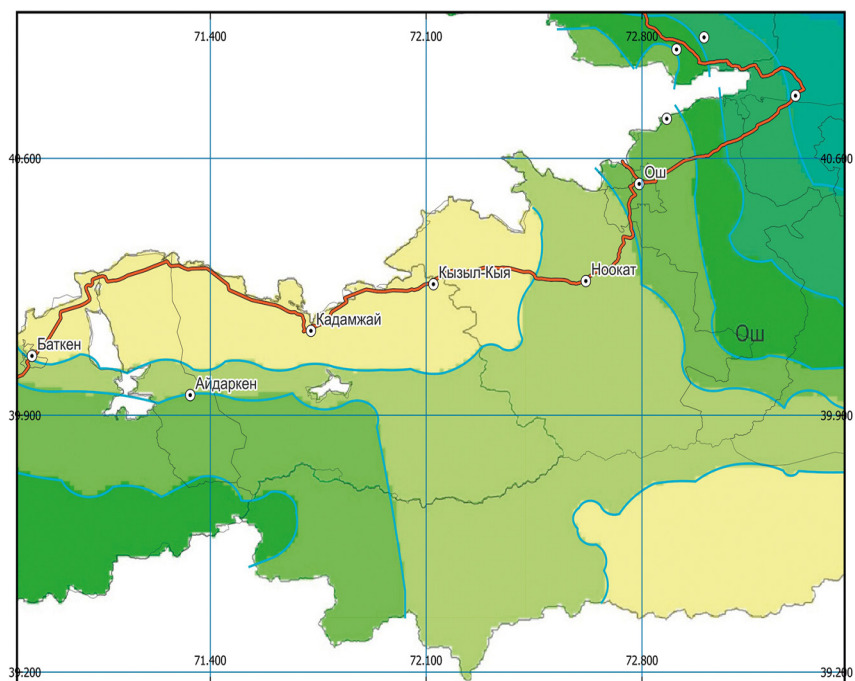 71.400
72.100
72.800
40.600
40.600
Ош
Кызыл-Кыя
Ноокат
Кадамжай
Баткен
Ош
Айдаркен
39.900
39.900
71.400
72.100
72.800
39.200
39.200